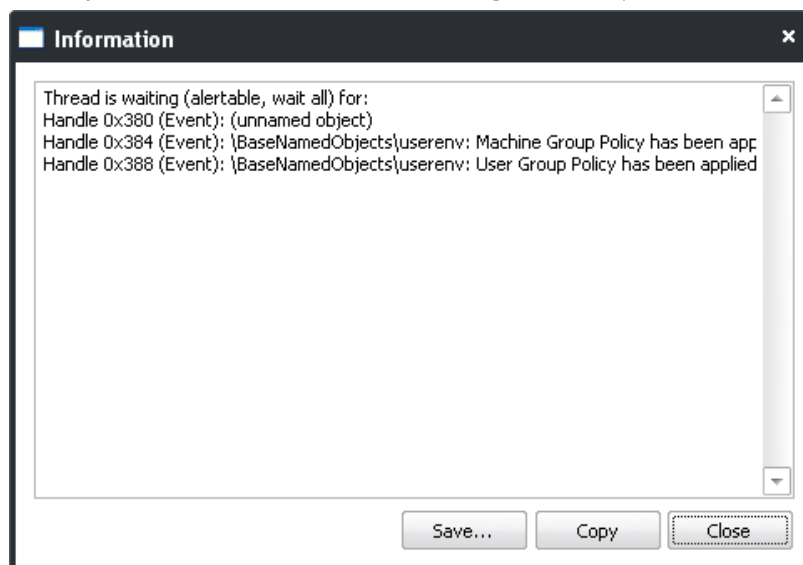 Information
Thread is waiting (alertable, wait all) for:
Handle 0x380 (Event): (unnamed object)
Handle 0x384 (Event): \BaseNamedObjects\userenv: Machine Group Policy has been app
Handle 0x388 (Event): \BaseNamedObjects\userenv: User Group Policy has been applied
Save...
Copy
Close